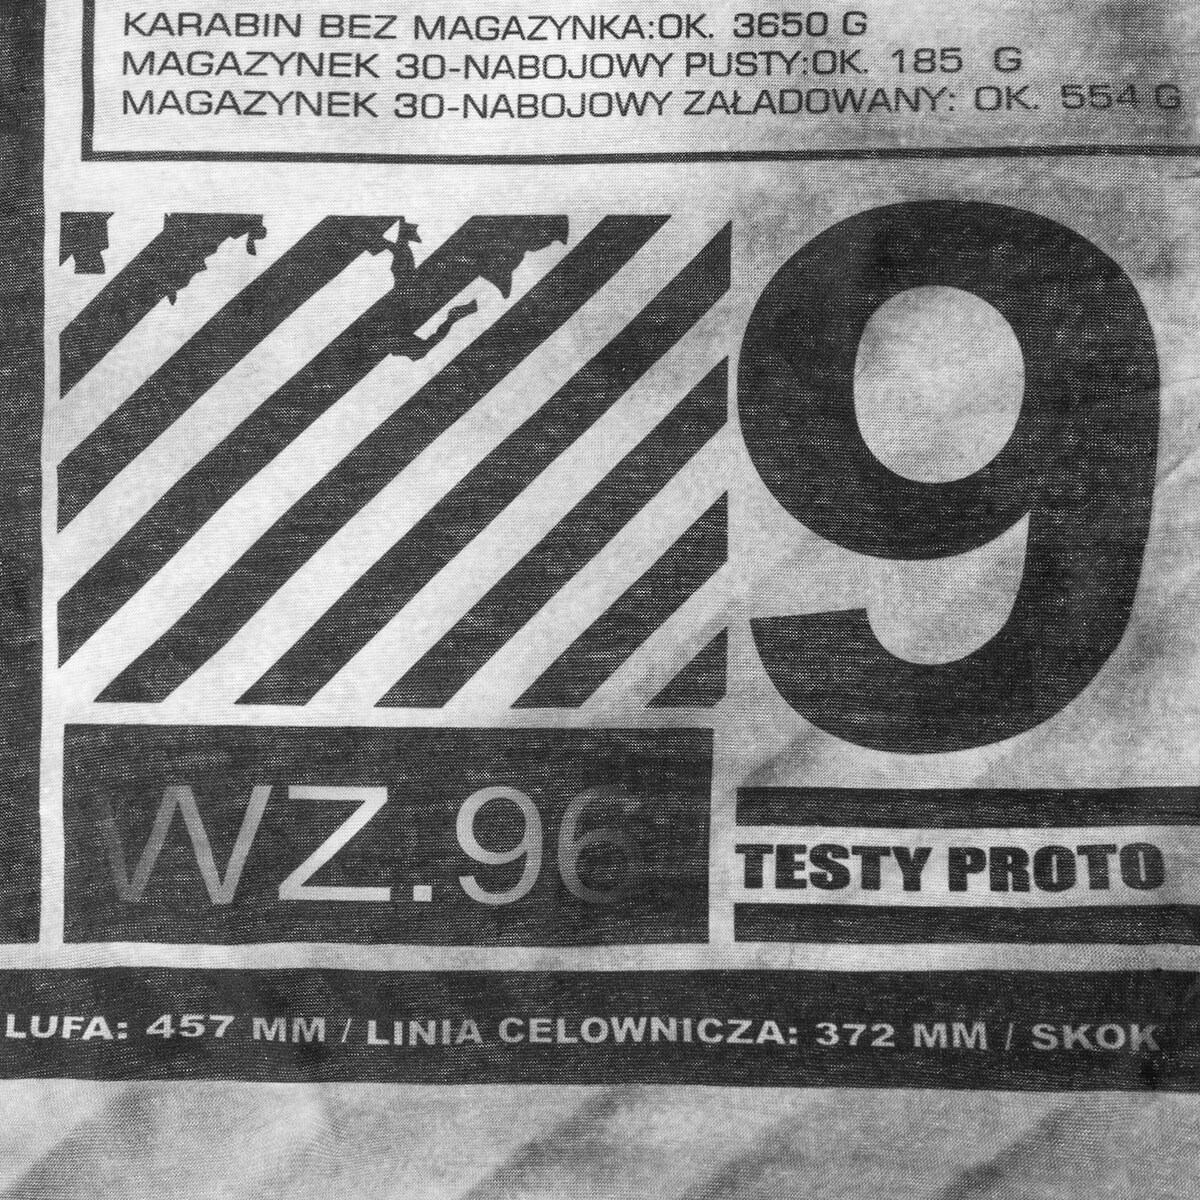 KARABIN BEZ MAGAZYNKA:OK. 3650 G
MAGAZYNEK 30-NABOJOWY PUSTY:OK. 185 G
MAGAZYNEK 30-NABOJOWY ZAŁADOWANY: OK. 554 G
9
WZ.96
TESTY PROTO
LUFA: 457 MM / LINIA CELOWNICZA: 372 MM / SKOK